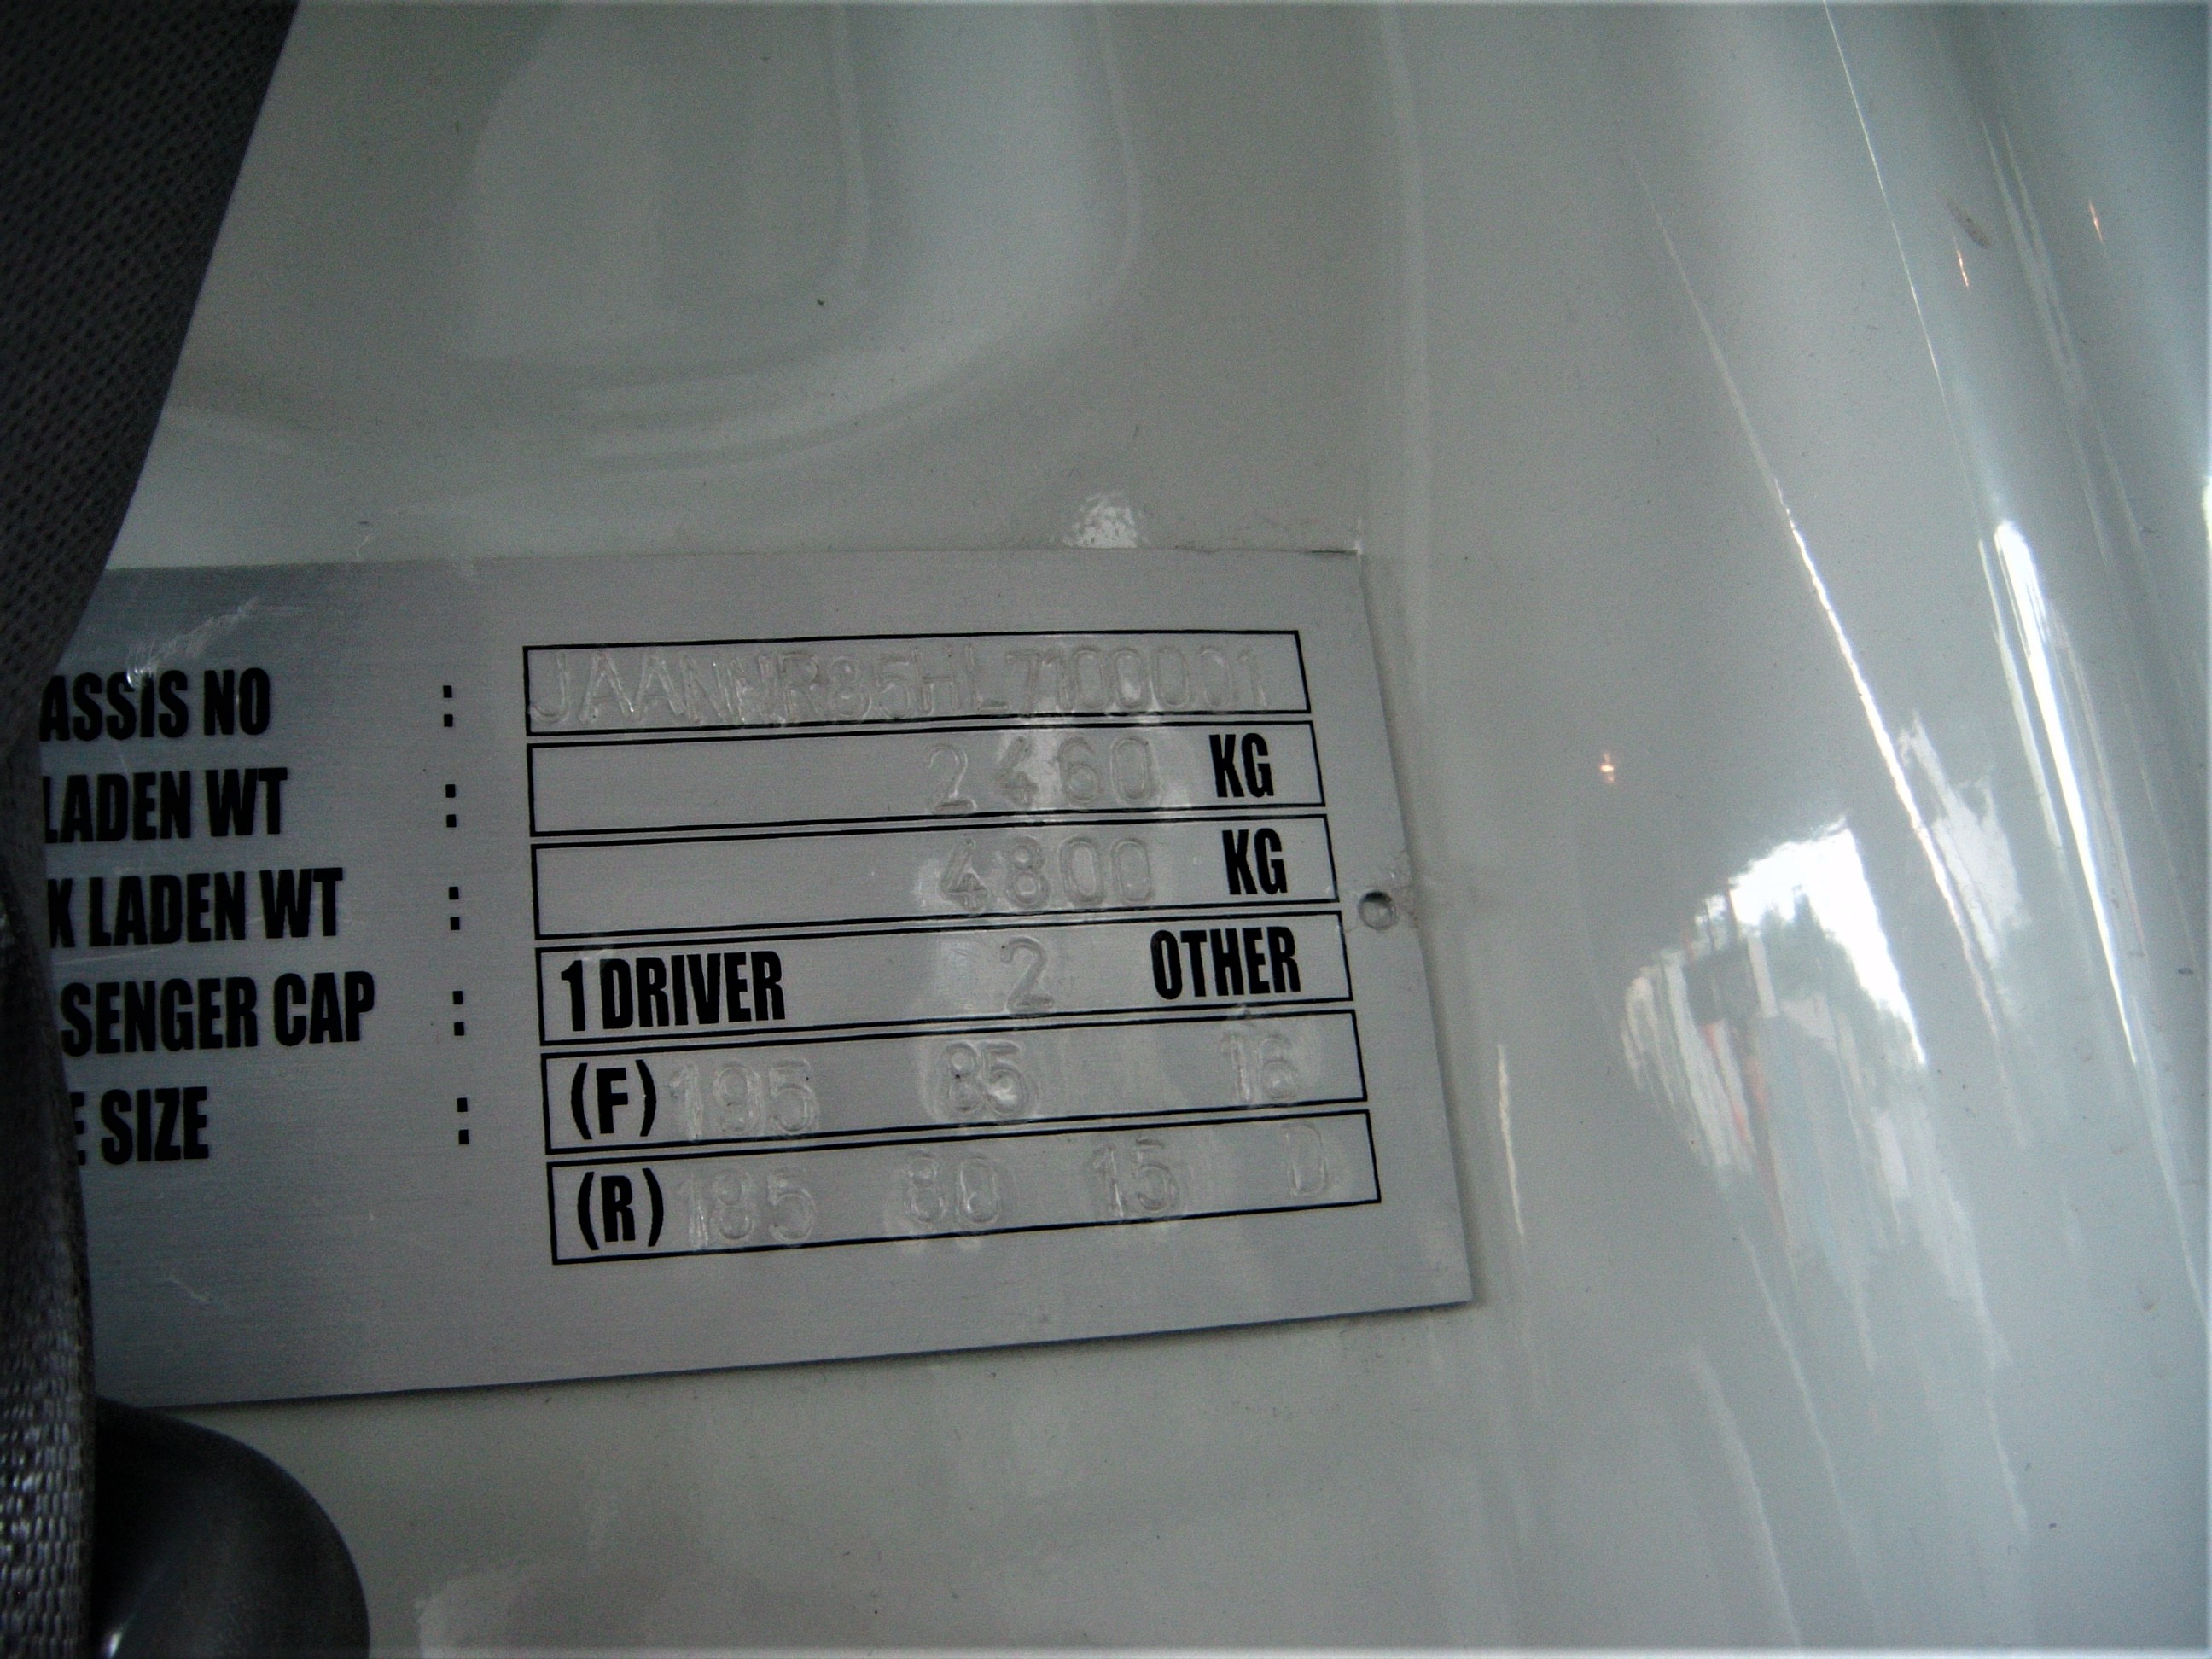 ASSIS NO : JAANHR85HL7100001
LADEN WT : 2460 KG
K LADEN WT : 4800 KG
SENGER CAP : 1 DRIVER 2 OTHER
E SIZE : (F) 195 85 16
(R) 185 80 15 D